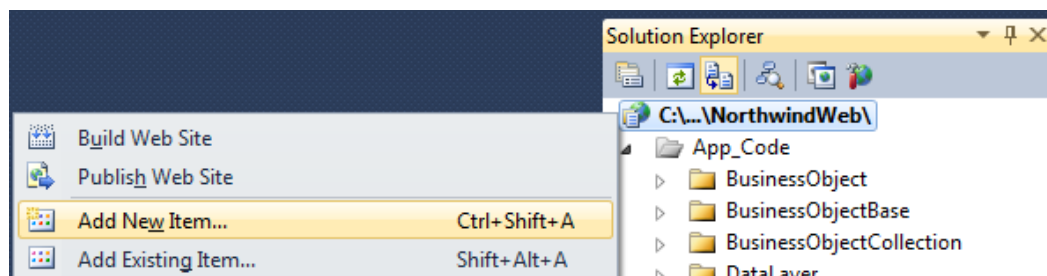 Solution Explorer
C:\...\NorthwindWeb\
App_Code
BusinessObject
BusinessObjectBase
BusinessObjectCollection
DataLayer
Build Web Site
Publish Web Site
Add New Item... Ctrl+Shift+A
Add Existing Item... Shift+Alt+A